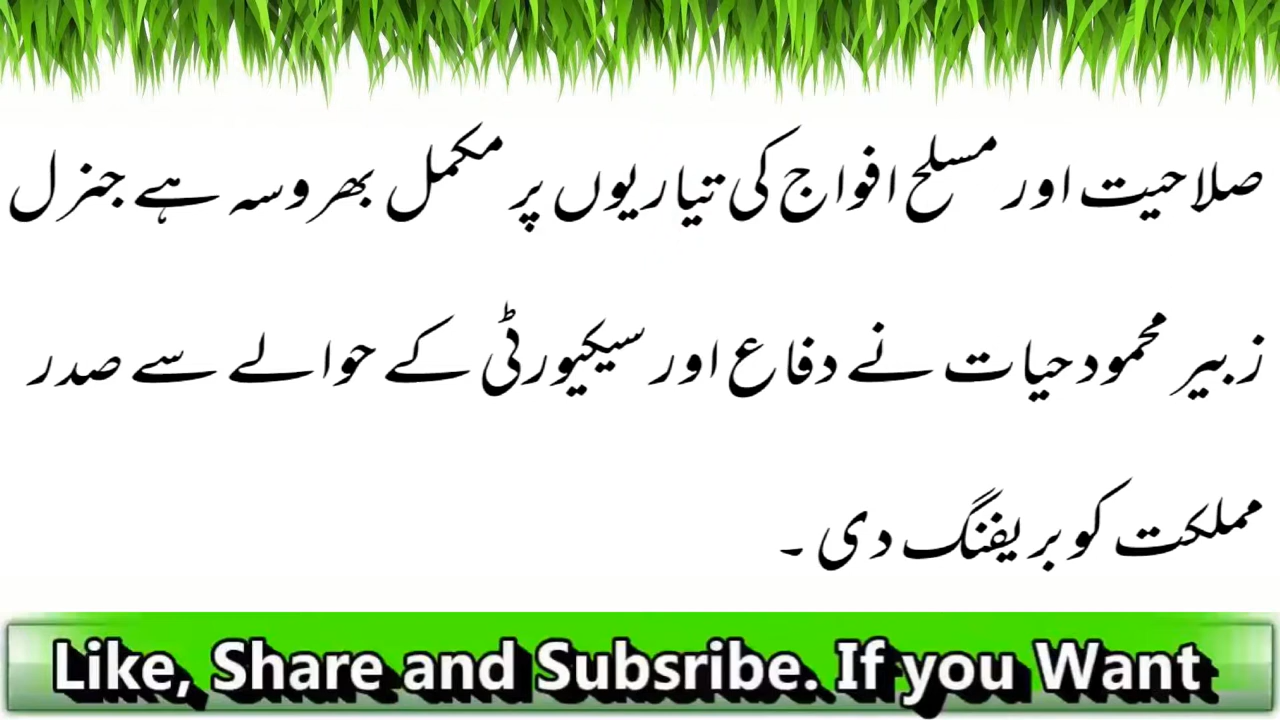 صلاحیت اور مسلح افواج کی تیاریوں پر مکمل بھروسہ ہے جنرل
زبیر محمود حیات نے دفاع اور سیکیورٹی کے حوالے سے صدر
مملکت کو بریفنگ دی ۔
Like, Share and Subsribe. If you Want